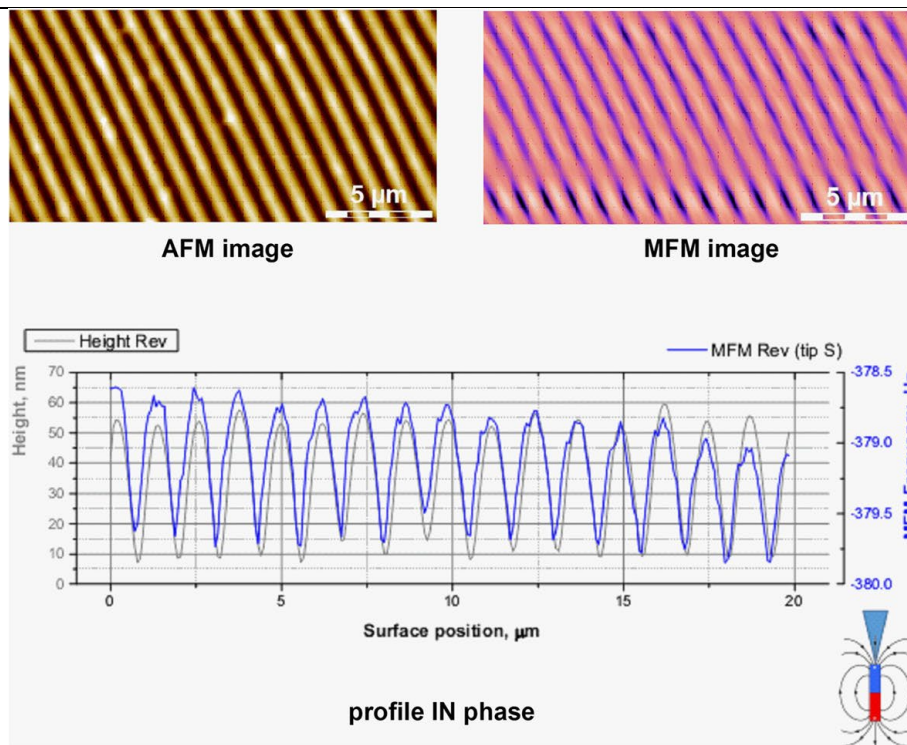 5 µm
5 µm
AFM image
MFM image
Height Rev
MFM Rev (tip S)
70
60
50
40
30
20
10
0
Height, nm
-378.5
-379.0
-379.5
-380.0
0
5
10
15
20
Surface position, µm
profile IN phase